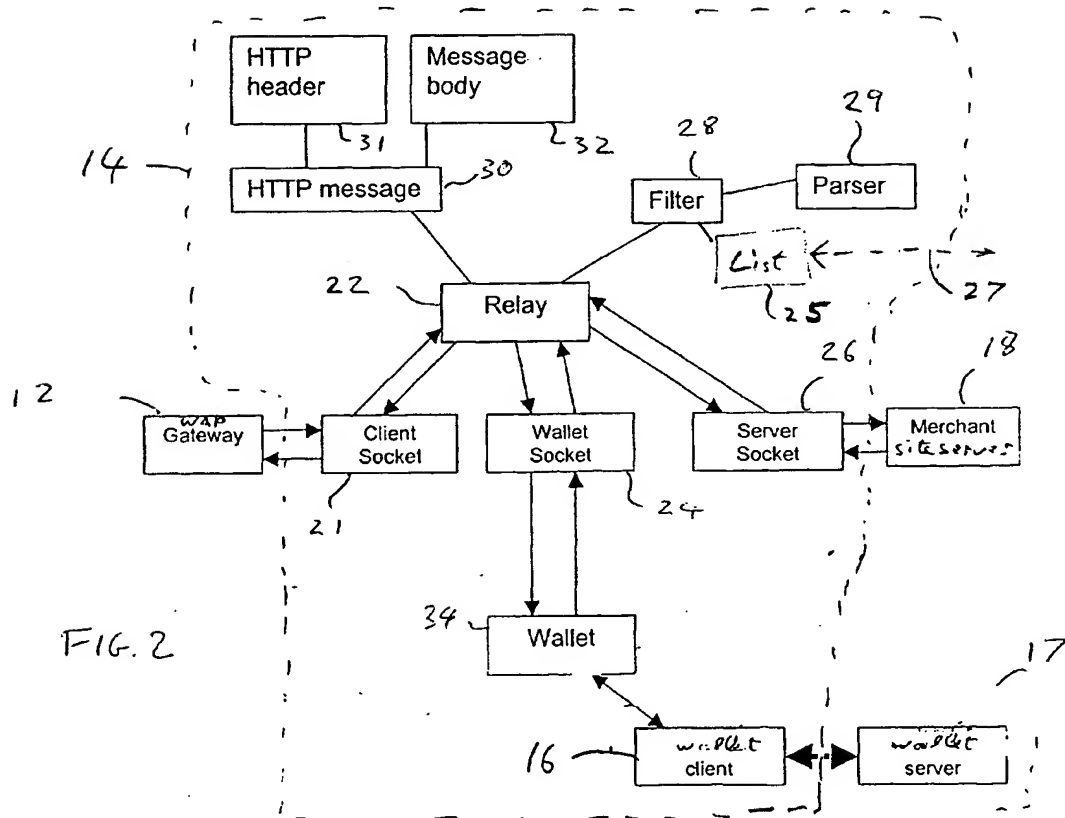 HTTP
header
Message
body
31
32
28
29
14
HTTP message
30
Filter
Parser
List
25
27
22
Relay
12
26
18
WAP
Gateway
Client
Socket
Wallet
Socket
Server
Socket
Merchant
site server
21
24
34
Wallet
FIG. 2
17
16
wallet
client
wallet
server